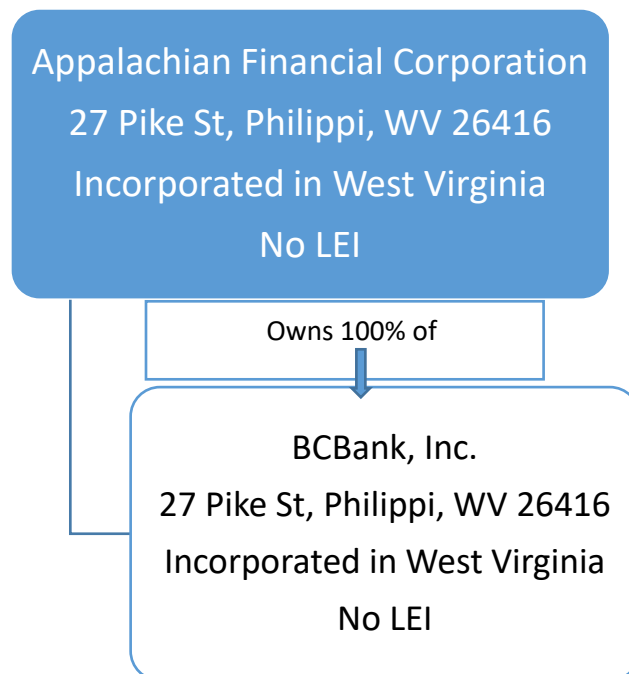 Appalachian Financial Corporation
27 Pike St, Philippi, WV 26416
Incorporated in West Virginia
No LEI
Owns 100% of
BCBank, Inc.
27 Pike St, Philippi, WV 26416
Incorporated in West Virginia
No LEI